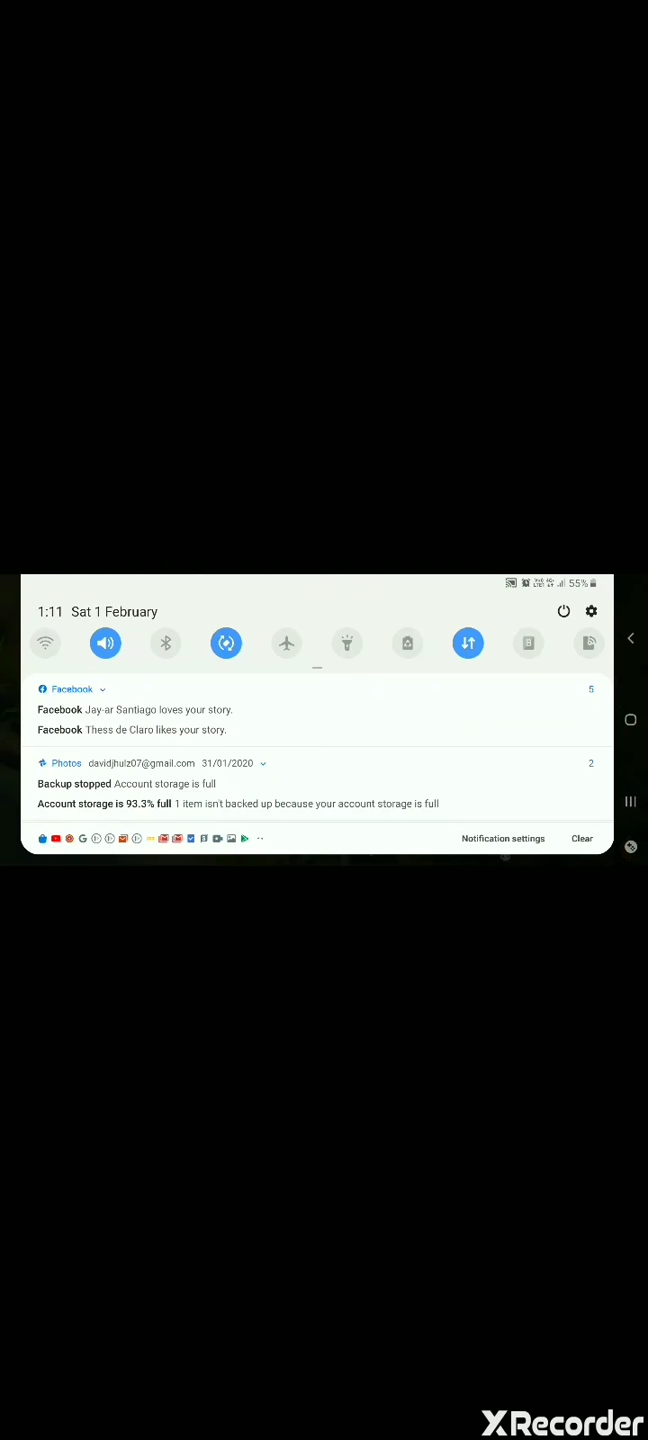 55%
1:11 Sat 1 February
Facebook 5
Facebook Jay-ar Santiago loves your story.
Facebook Thess de Claro likes your story.
Photos davidjhulz07@gmail.com 31/01/2020 2
Backup stopped Account storage is full
Account storage is 93.3% full 1 item isn't backed up because your account storage is full
Notification settings Clear
XRecorder